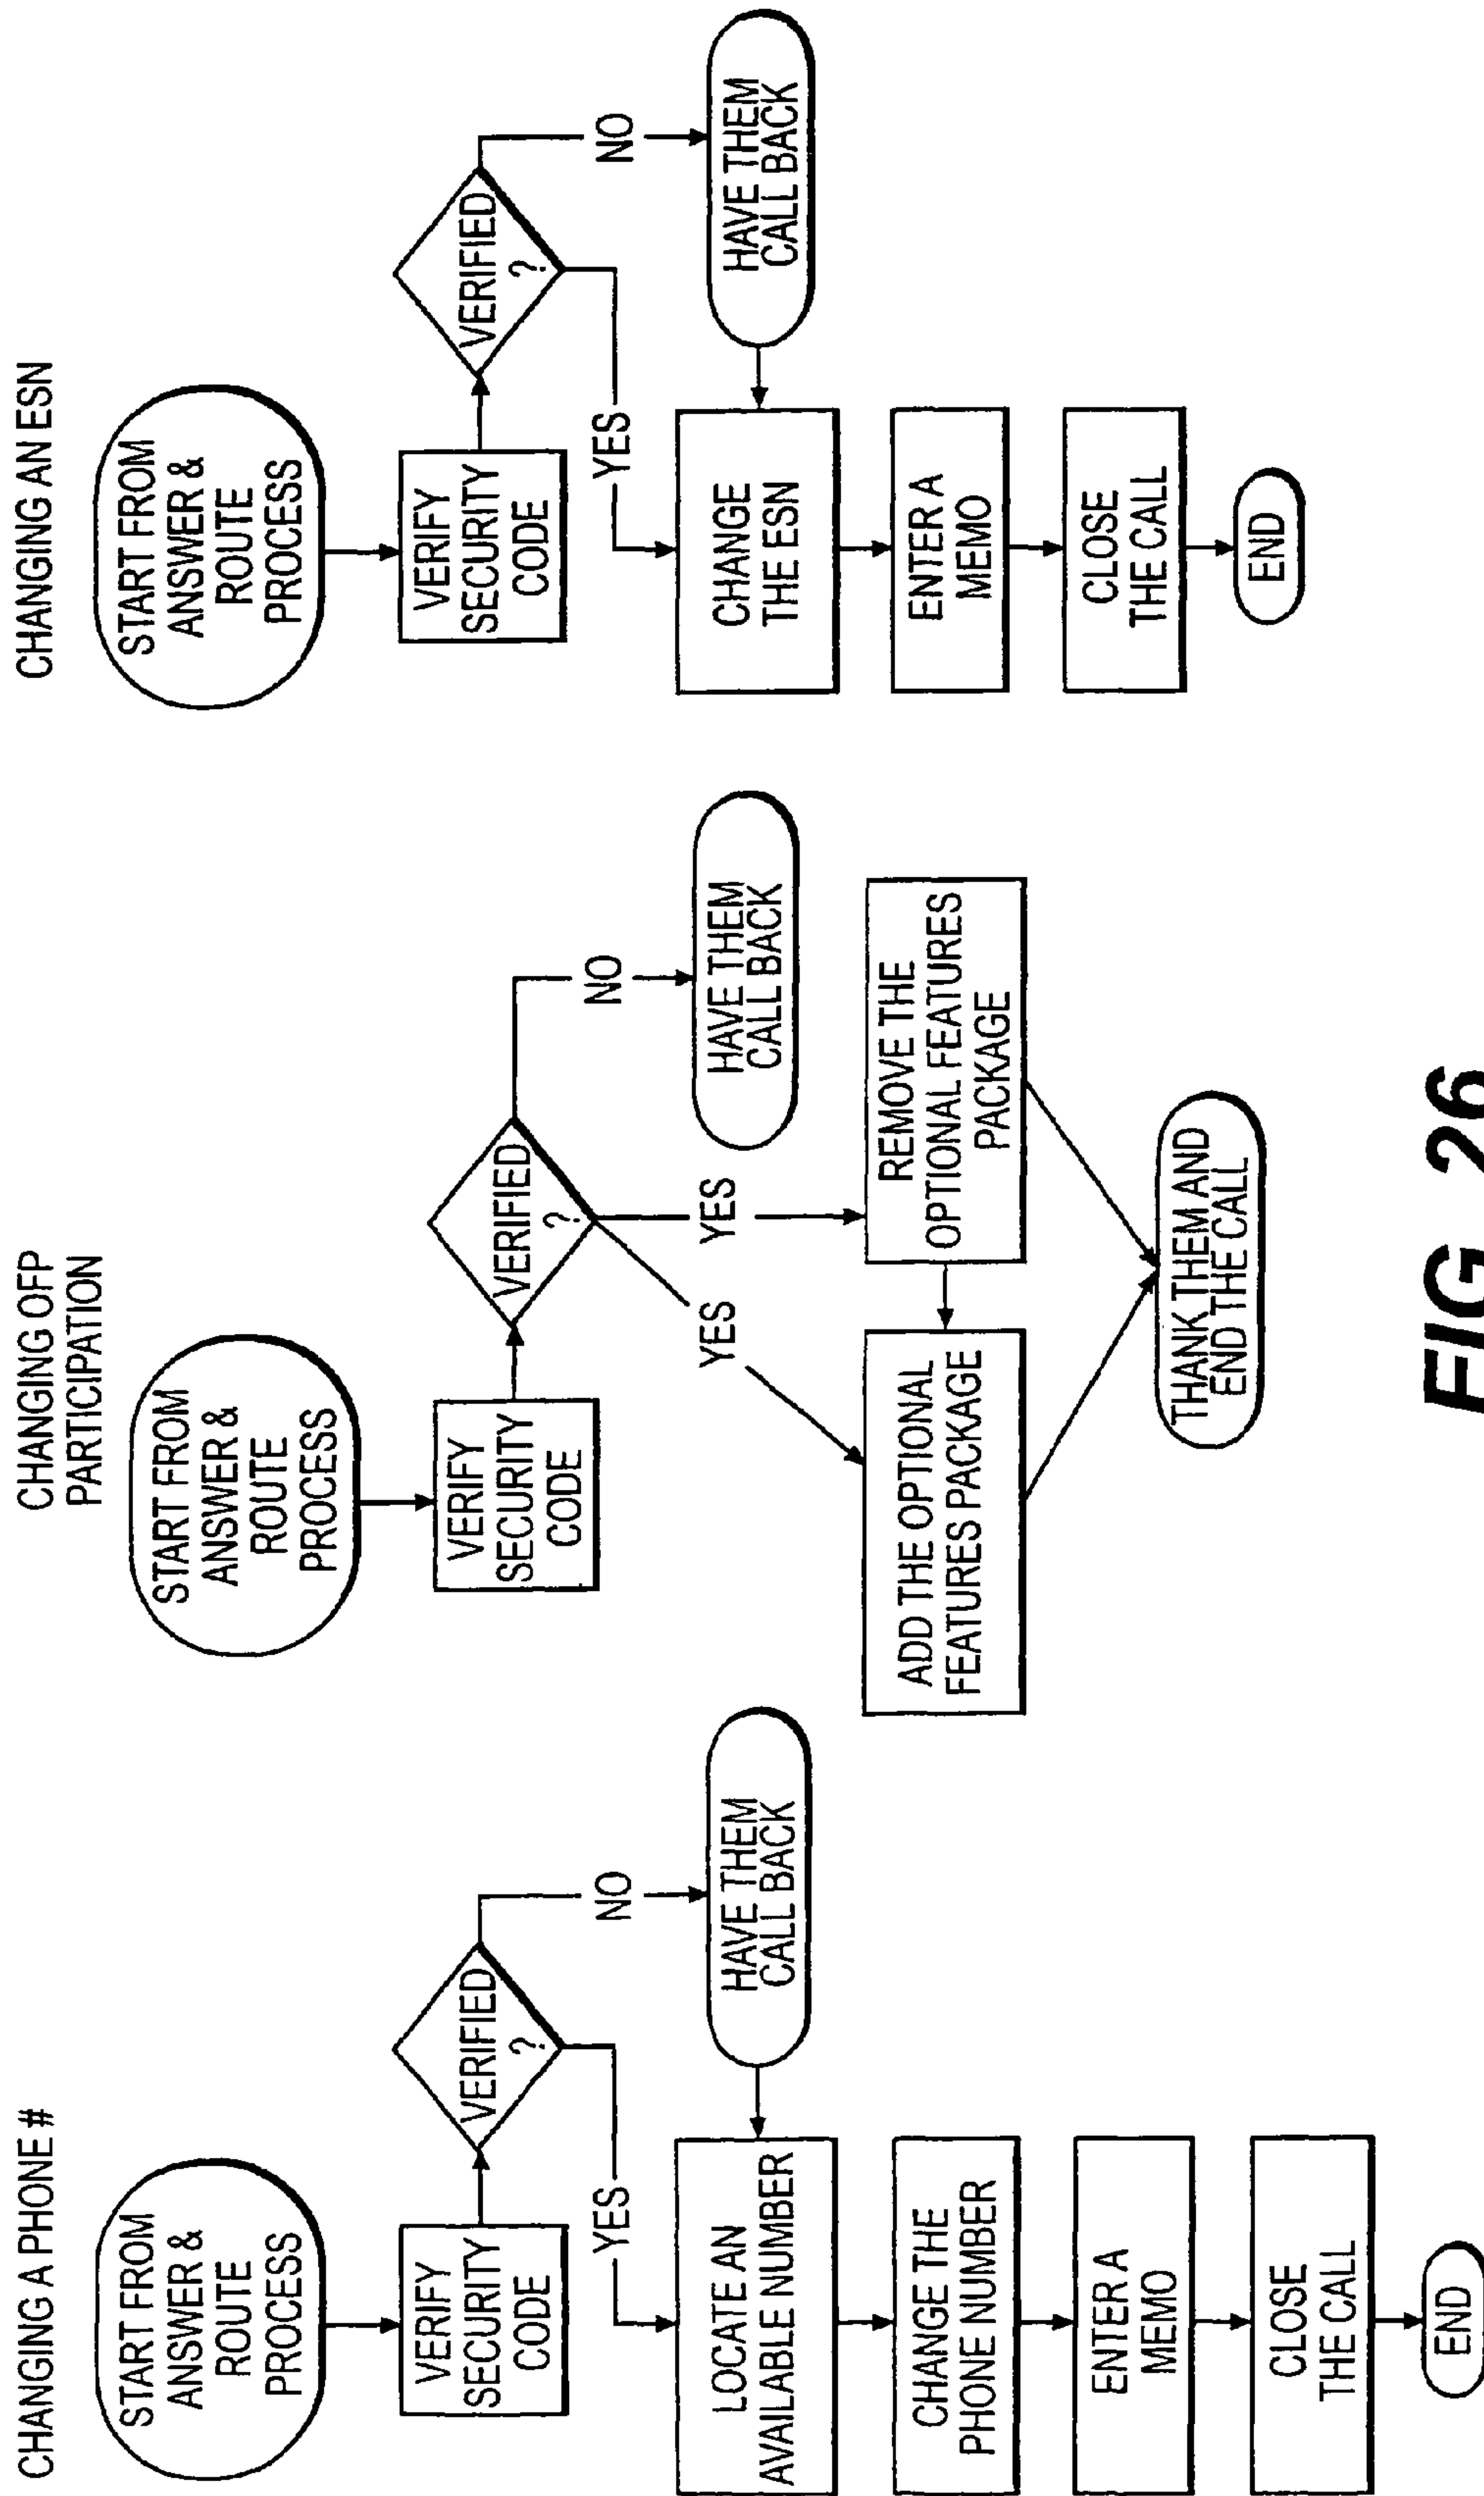 CHANGING A PHONE #
START FROM
ANSWER &
ROUTE
PROCESS
VERIFY
SECURITY
CODE
VERIFIED
?
YES
NO
HAVE THEM
CALL BACK
LOCATE AN
AVAILABLE NUMBER
CHANGE THE
PHONE NUMBER
ENTER A
MEMO
CLOSE
THE CALL
END
CHANGING OFP
PARTICIPATION
START FROM
ANSWER &
ROUTE
PROCESS
VERIFY
SECURITY
CODE
VERIFIED
?
YES
YES
NO
HAVE THEM
CALL BACK
ADD THE OPTIONAL
FEATURES PACKAGE
REMOVE THE
OPTIONAL FEATURES
PACKAGE
THANK THEM AND
END THE CALL
CHANGING AN ESN
START FROM
ANSWER &
ROUTE
PROCESS
VERIFY
SECURITY
CODE
VERIFIED
?
YES
NO
HAVE THEM
CALL BACK
CHANGE
THE ESN
ENTER A
MEMO
CLOSE
THE CALL
END
FIG. 26